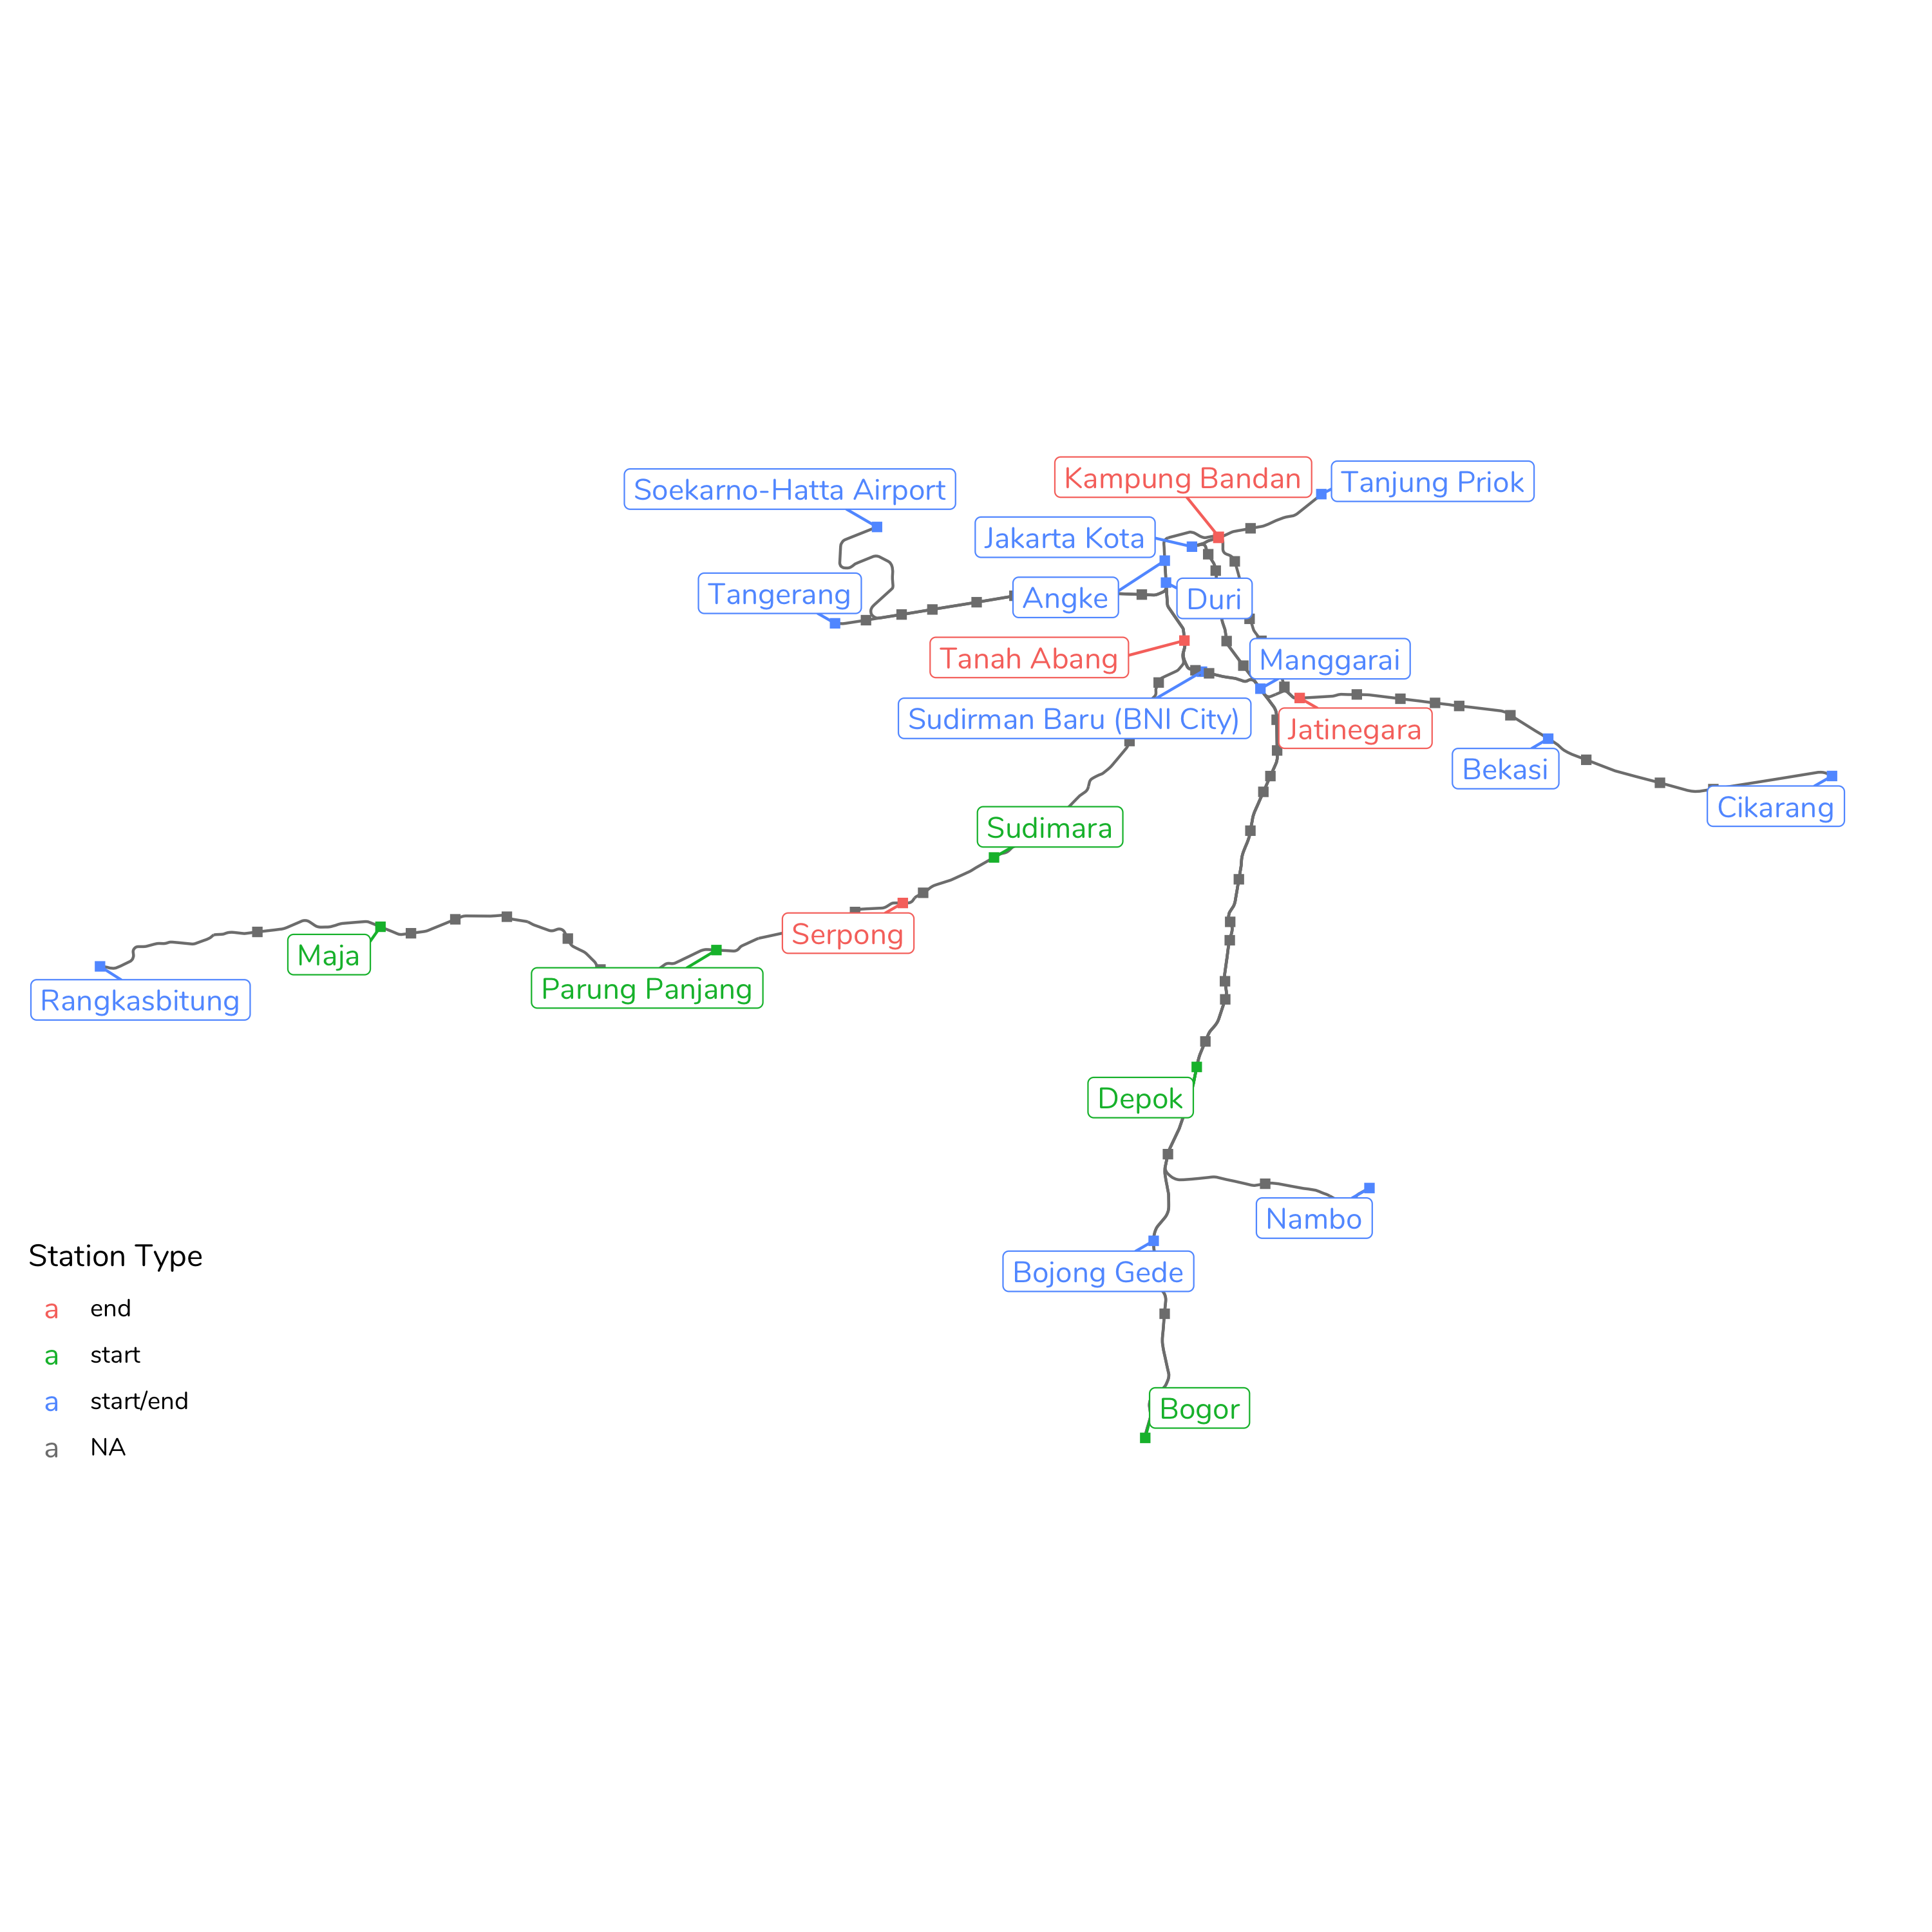 Kampung Bandan
Tanjung Priok
Soekarno-Hatta Airport
Jakarta Kota
Tangerang
Angke
Duri
Tanah Abang
Manggarai
Sudirman Baru (BNI City)
Jatinegara
Bekasi
Cikarang
Sudimara
Serpong
Maja
Parung Panjang
Rangkasbitung
Depok
Nambo
Bojong Gede
Bogor
Station Type
a end
a start
a start/end
a NA